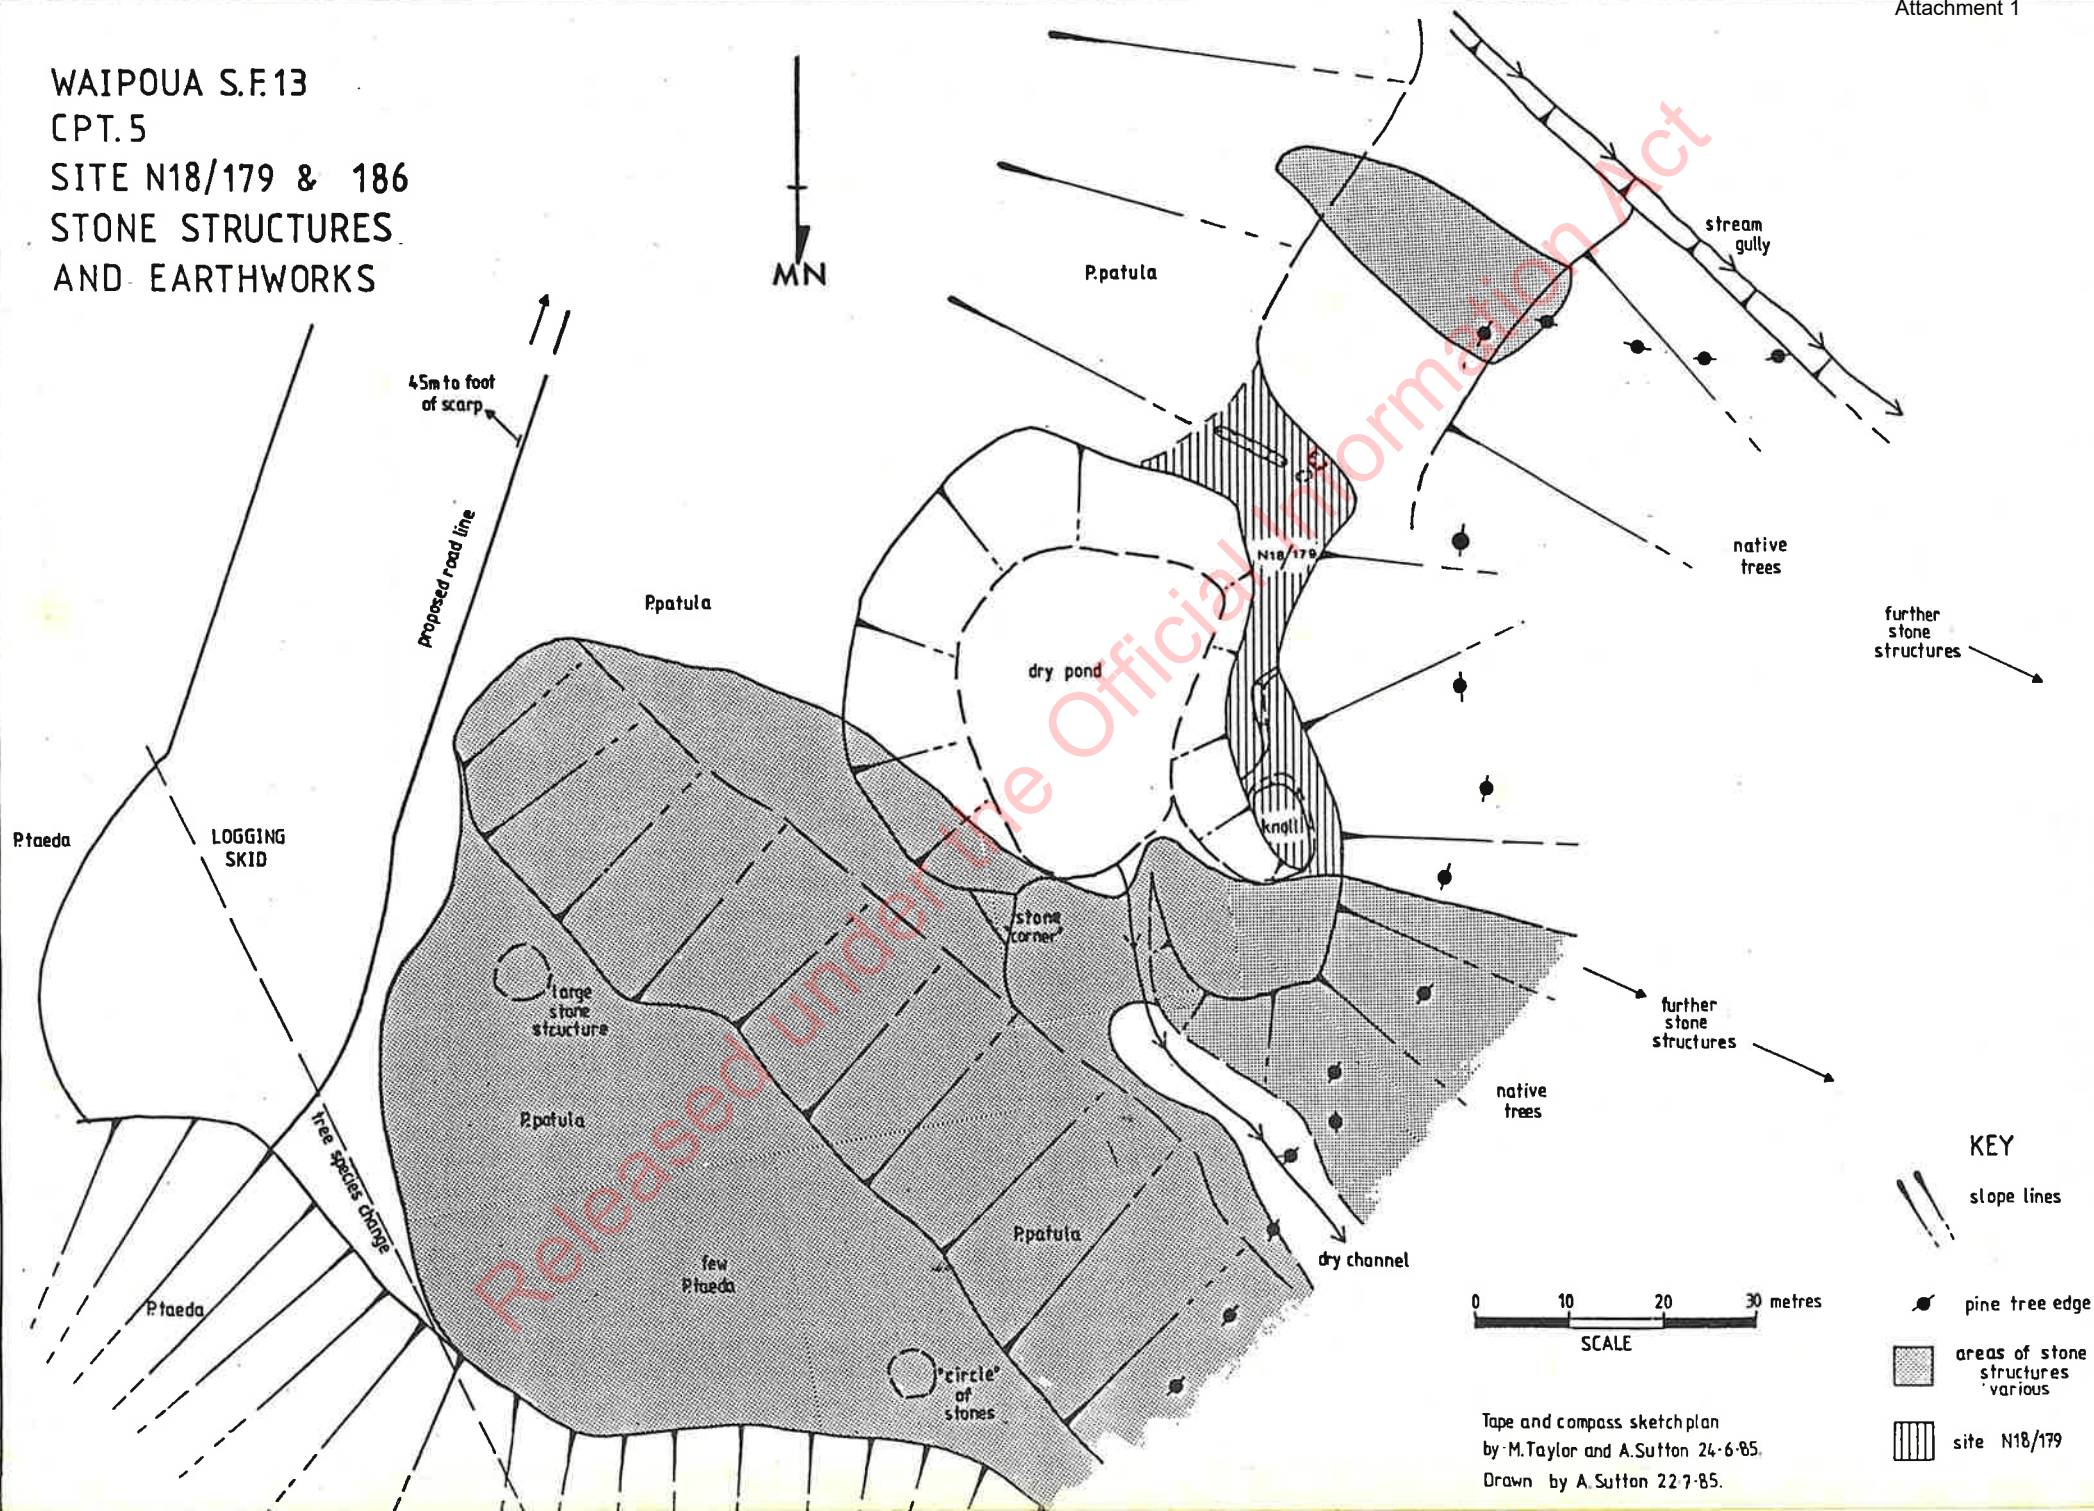 Attachment 1
WAIPOUA S.F.13
CPT.5
SITE N18/179 & 186
STONE STRUCTURES
AND EARTHWORKS
MN
45m to foot
of scarp
proposed road line
P.patula
stream
gully
P.patula
N18/179
native
trees
further
stone
structures
dry pond
knoll
P.taeda
LOGGING
SKID
"stone
corner"
large
stone
structure
further
stone
structures
native
trees
P.patula
tree species change
P.patula
few
P.taeda
P.taeda
dry channel
"circle"
of
stones
KEY
slope lines
pine tree edge
areas of stone
structures
various
site N18/179
0 10 20 30 metres
SCALE
Tape and compass sketch plan
by M.Taylor and A.Sutton 24·6·85.
Drawn by A.Sutton 22·7·85.
Released under the Official Information Act